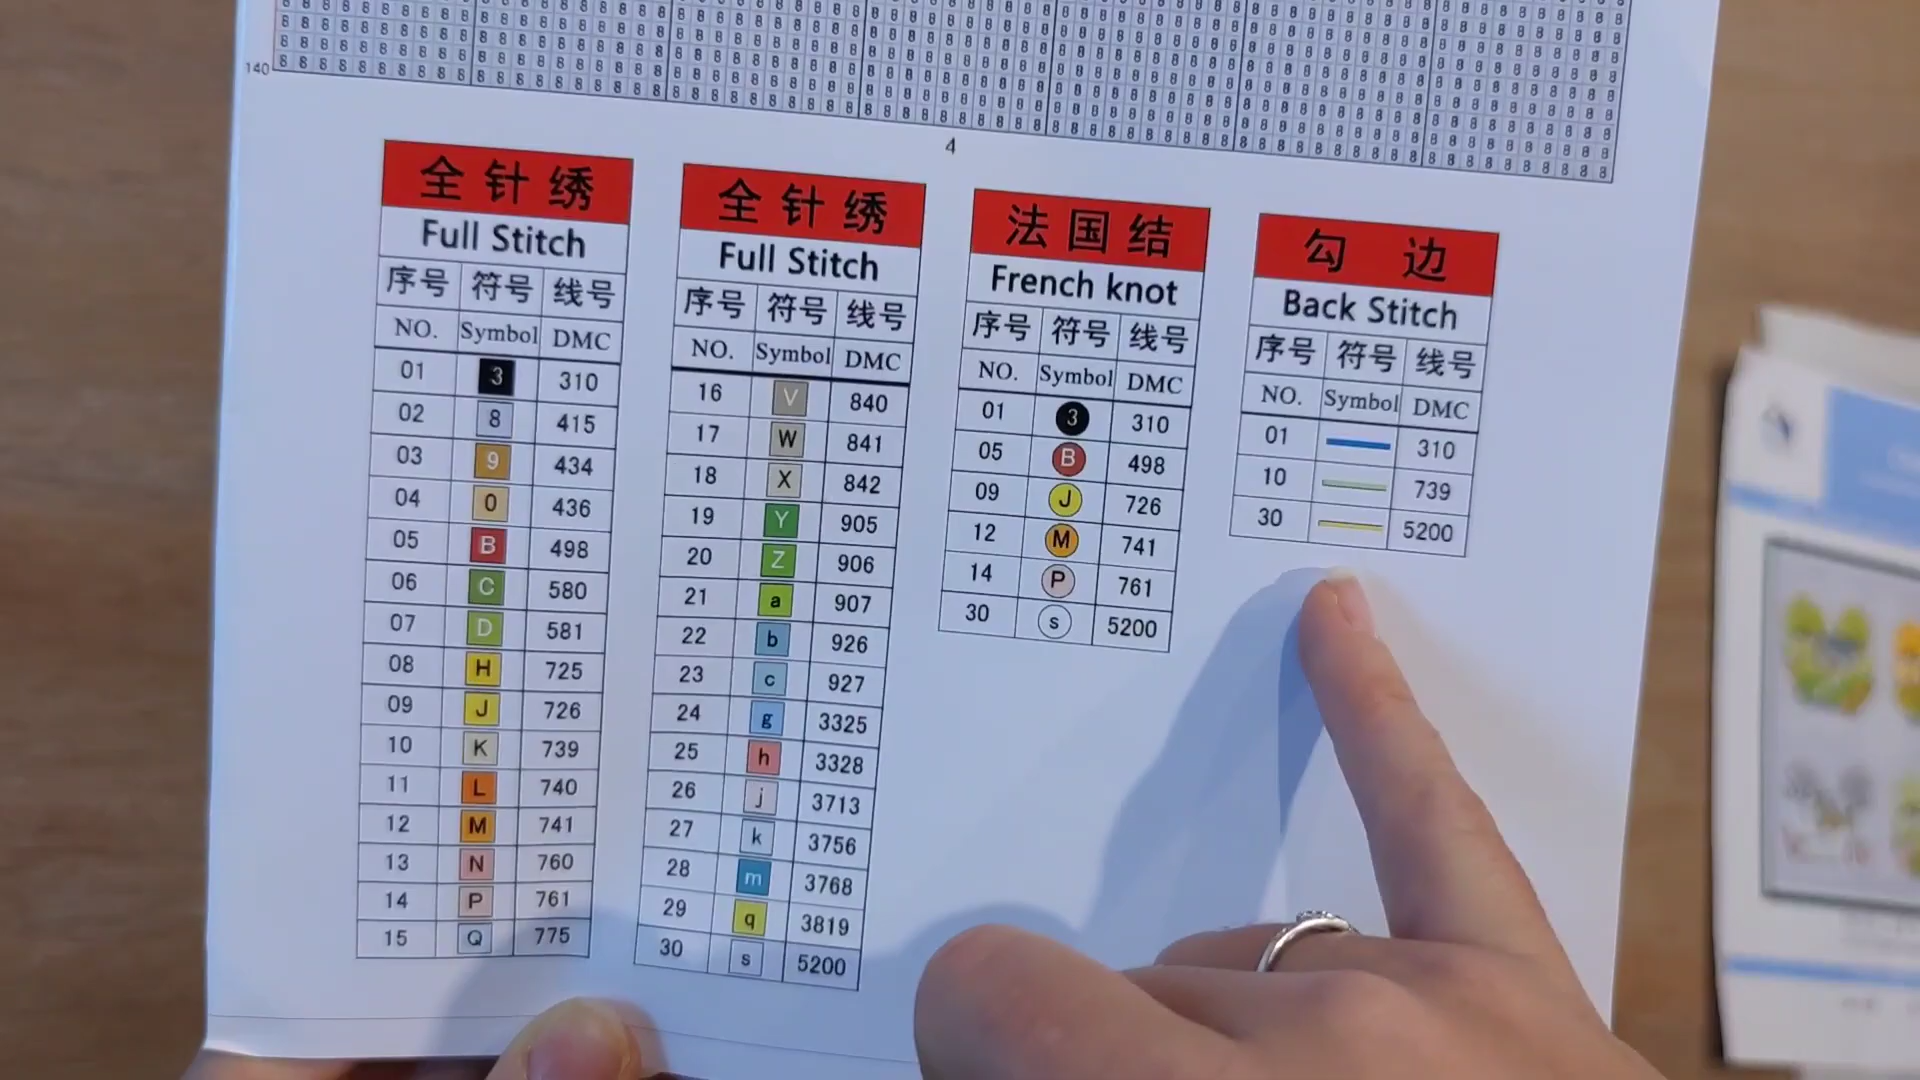 140
4
全针绣
Full Stitch
序号 符号 线号
NO. Symbol DMC
01 3 310
02 8 415
03 9 434
04 0 436
05 B 498
06 C 580
07 D 581
08 H 725
09 J 726
10 K 739
11 L 740
12 M 741
13 N 760
14 P 761
15 Q 775
全针绣
Full Stitch
序号 符号 线号
NO. Symbol DMC
16 V 840
17 W 841
18 X 842
19 Y 905
20 Z 906
21 a 907
22 b 926
23 c 927
24 g 3325
25 h 3328
26 j 3713
27 k 3756
28 m 3768
29 q 3819
30 s 5200
法国结
French knot
序号 符号 线号
NO. Symbol DMC
01 3 310
05 B 498
09 J 726
12 M 741
14 P 761
30 s 5200
勾 边
Back Stitch
序号 符号 线号
NO. Symbol DMC
01 310
10 739
30 5200